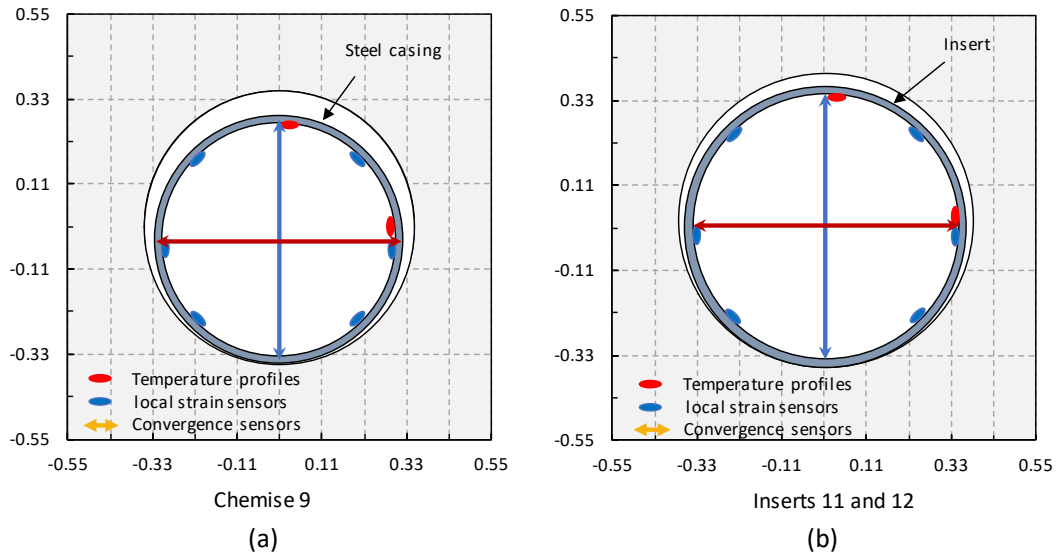 0.55
0.33
0.11
-0.11
-0.33
-0.55
Steel casing
Temperature profiles
local strain sensors
Convergence sensors
-0.55 -0.33 -0.11 0.11 0.33 0.55
Chemise 9
(a)
0.55
0.33
0.11
-0.11
-0.33
-0.55
Insert
Temperature profiles
local strain sensors
Convergence sensors
-0.55 -0.33 -0.11 0.11 0.33 0.55
Inserts 11 and 12
(b)